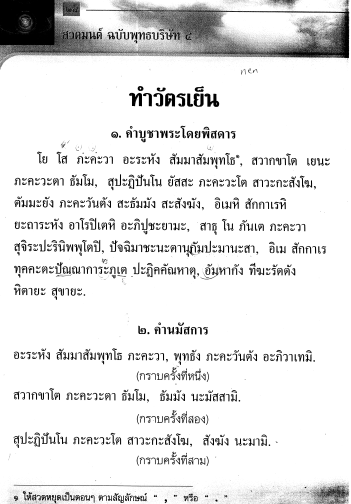 ๒๕
สวดมนต์ ฉบับพุทธบริษัท ๔
ทำวัตรเย็น
๑. คำบูชาพระโดยพิสดาร
โย โส ภะคะวา อะระหัง สัมมาสัมพุทโธ*, สวากขาโต เยนะ
ภะคะวะตา ธัมโม, สุปะฏิปันโน ยัสสะ ภะคะวะโต สาวะกะสังโฆ,
ตัมมะยัง ภะคะวันตัง สะธัมมัง สะสังฆัง, อิเมหิ สักกาเรหิ
ยะถาระหัง อาโรปิเตหิ อะภิปูชะยามะ, สาธุ โน ภันเต ภะคะวา
สุจิระปะรินิพพุโตปิ, ปัจฉิมาชะนะตานุกัมปะมานะสา, อิเม สักกาเร
ทุคคะตะปัณณาการะภูเต ปะฏิคคัณหาตุ, อัมหากัง ทีฆะรัตตัง
หิตายะ สุขายะ.
๒. คำนมัสการ
อะระหัง สัมมาสัมพุทโธ ภะคะวา, พุทธัง ภะคะวันตัง อะภิวาเทมิ.
(กราบครั้งที่หนึ่ง)
สวากขาโต ภะคะวะตา ธัมโม, ธัมมัง นะมัสสามิ.
(กราบครั้งที่สอง)
สุปะฏิปันโน ภะคะวะโต สาวะกะสังโฆ, สังฆัง นะมามิ.
(กราบครั้งที่สาม)
๑ ให้สวดหยุดเป็นตอนๆ ตามสัญลักษณ์ " , " หรือ " . "